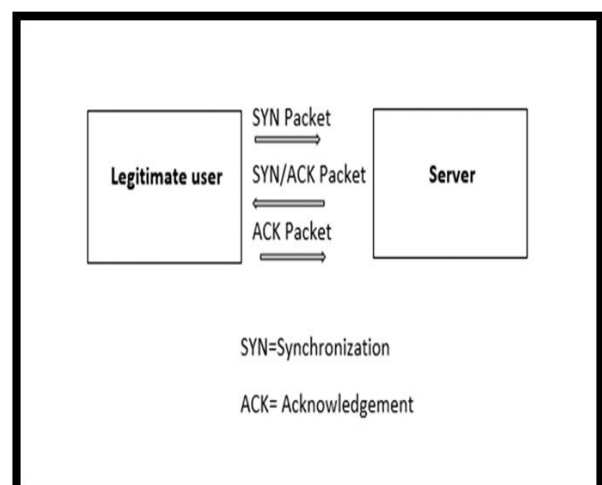 SYN Packet
Legitimate user
SYN/ACK Packet
Server
ACK Packet
SYN=Synchronization
ACK= Acknowledgement